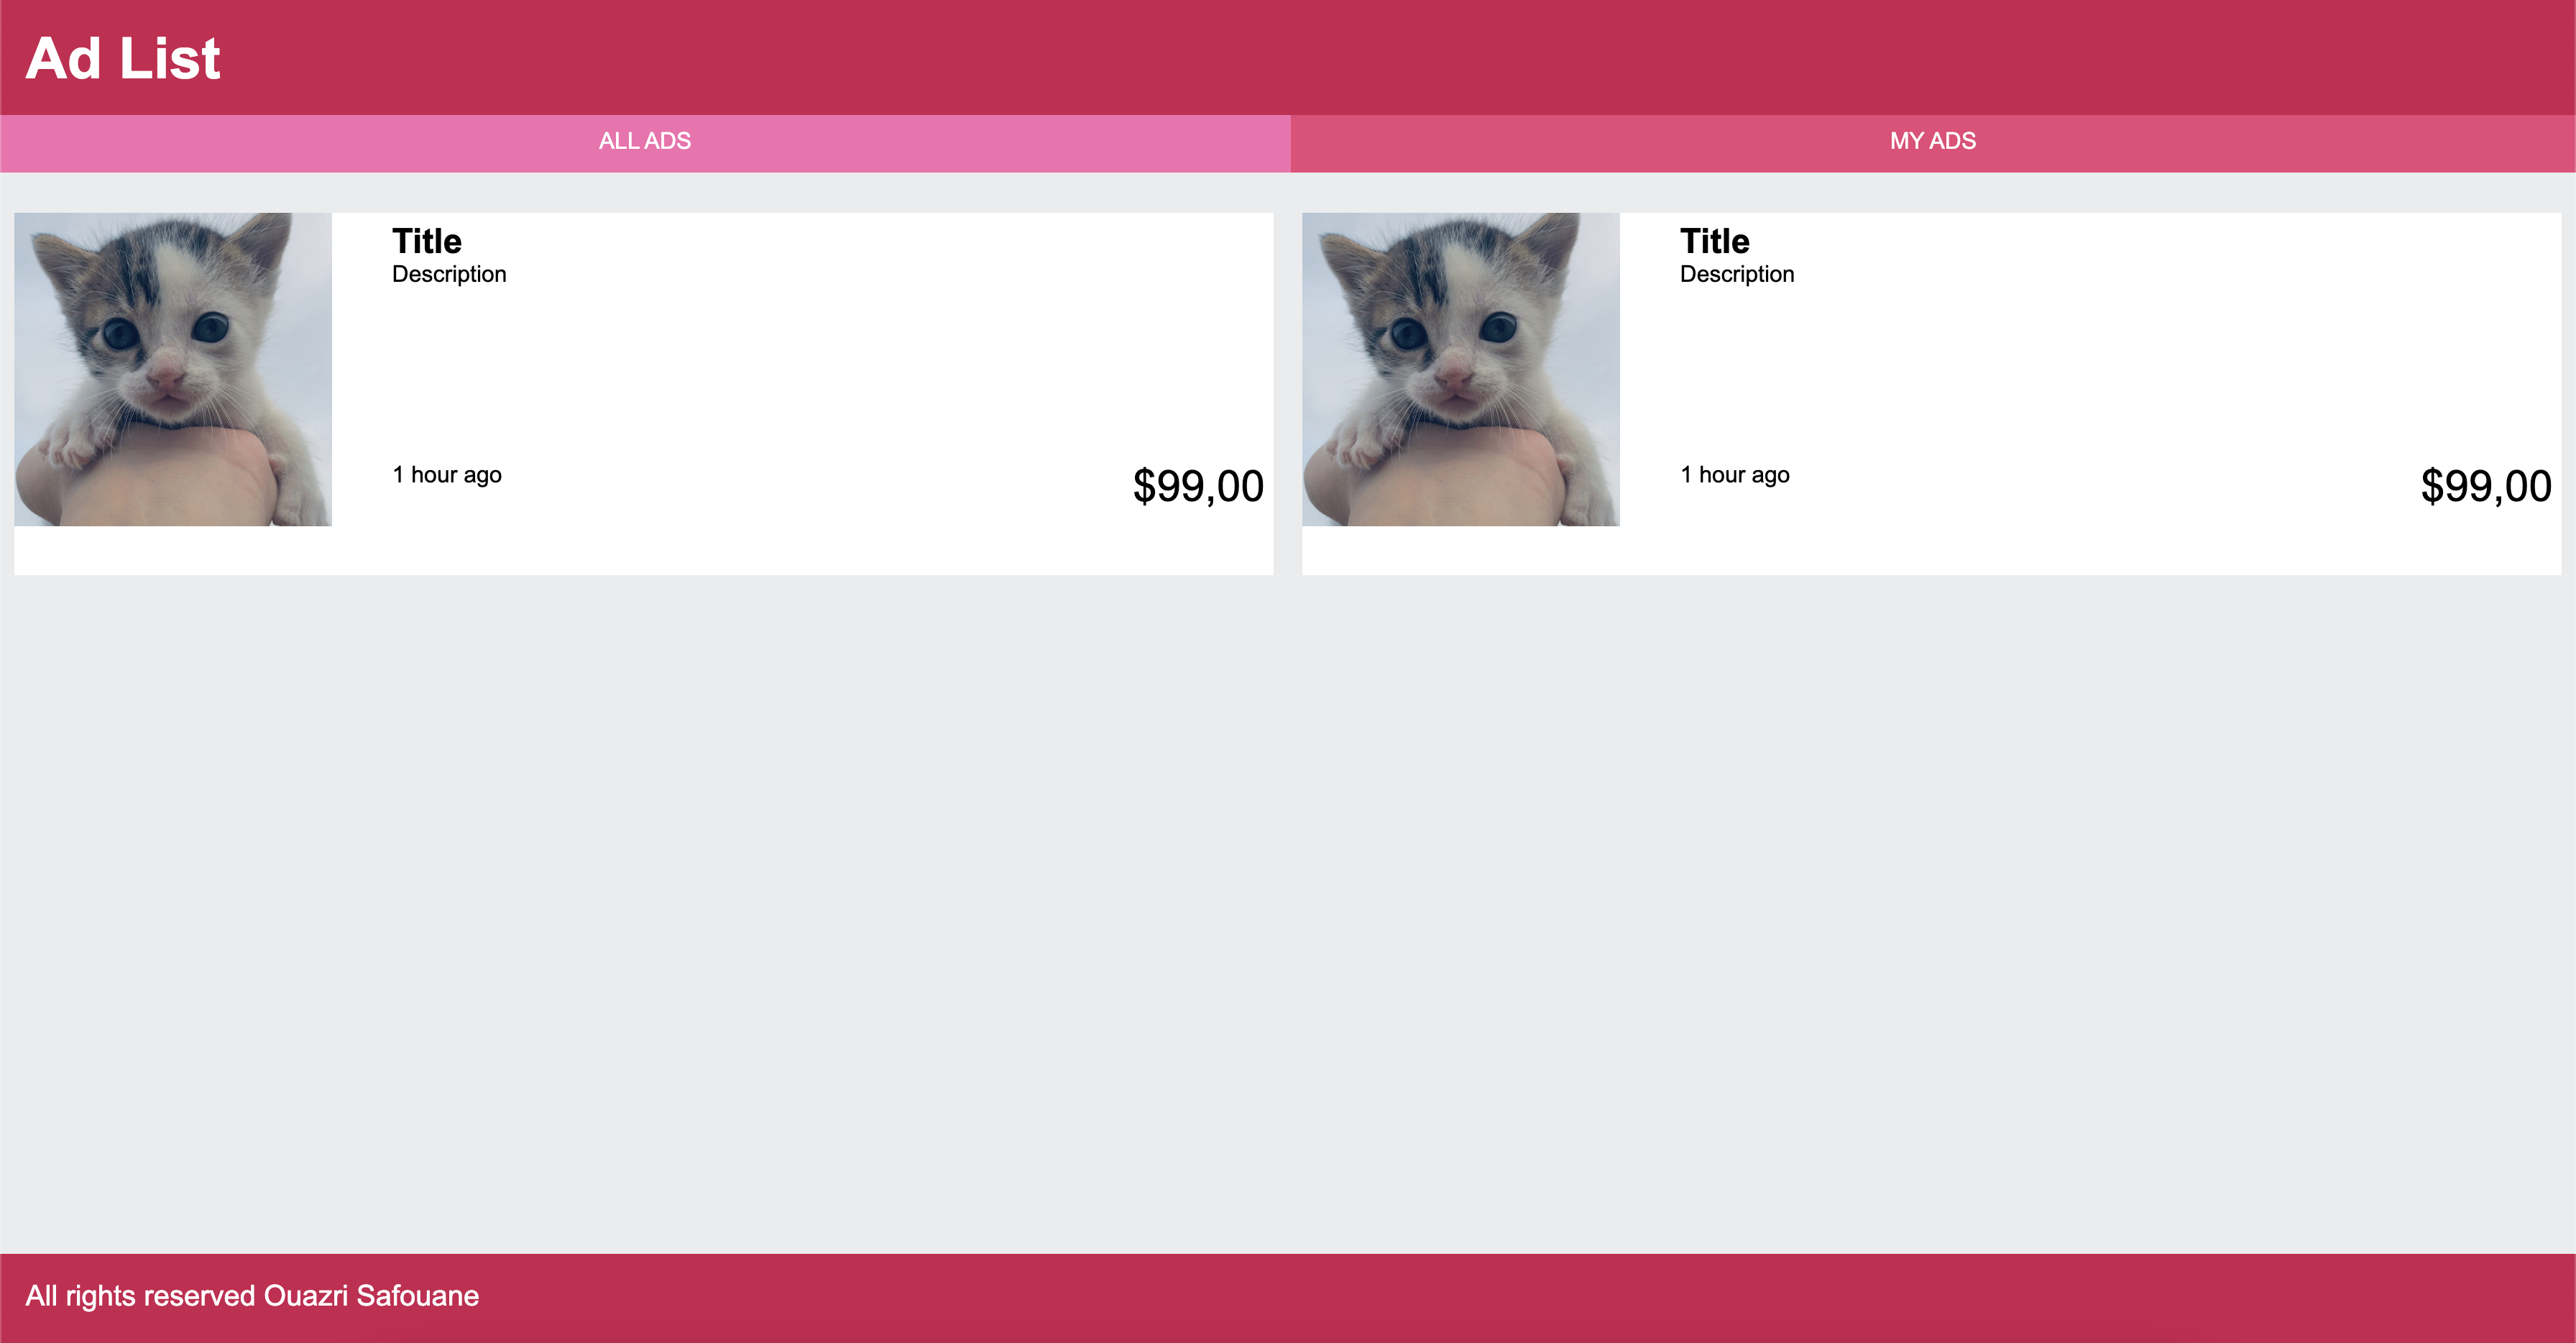 Ad List
ALL ADS
MY ADS
Title
Description
1 hour ago
$99,00
Title
Description
1 hour ago
$99,00
All rights reserved Ouazri Safouane